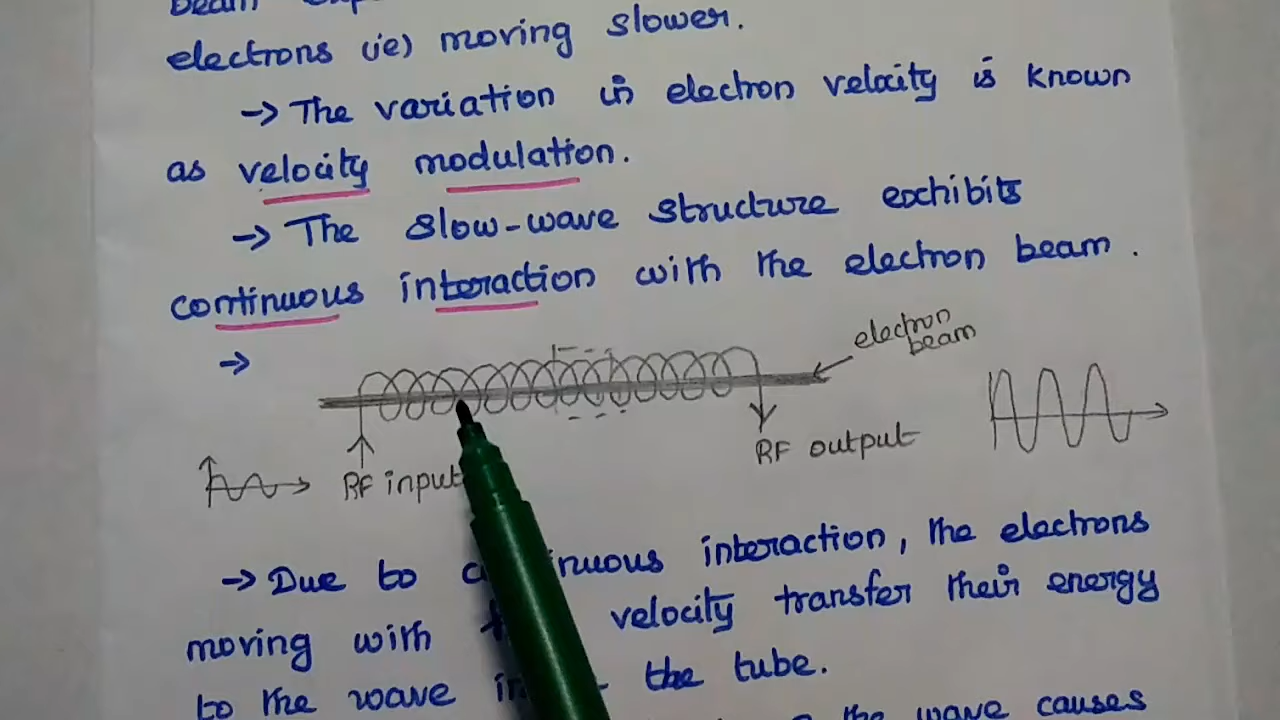 beam
electrons (ie) moving slower.
→ The variation in electron velocity is known
as velocity modulation.
→ The slow-wave structure exhibits
continuous interaction with the electron beam.
→
electron
beam
RF input
RF output
→ Due to interaction, the electrons
moving with velocity transfer their energy
to the wave the tube.
the wave causes